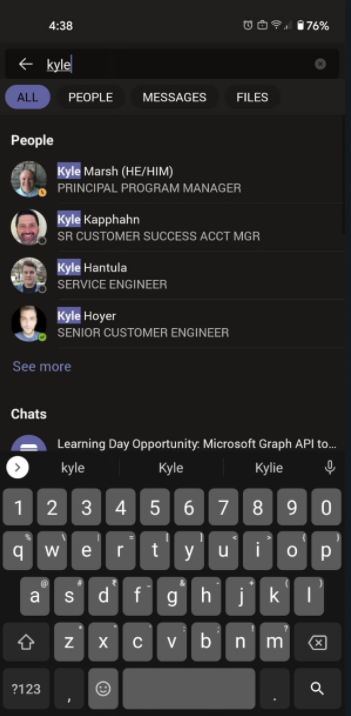 4:38
76%
kyle
ALL PEOPLE MESSAGES FILES
People
Kyle Marsh (HE/HIM)
PRINCIPAL PROGRAM MANAGER
Kyle Kapphahn
SR CUSTOMER SUCCESS ACCT MGR
Kyle Hantula
SERVICE ENGINEER
Kyle Hoyer
SENIOR CUSTOMER ENGINEER
See more
Chats
Learning Day Opportunity: Microsoft Graph API to...
kyle Kyle Kylie
1 2 3 4 5 6 7 8 9 0
q w e r t y u i o p
a s d f g h j k l
z x c v b n m
?123 , .